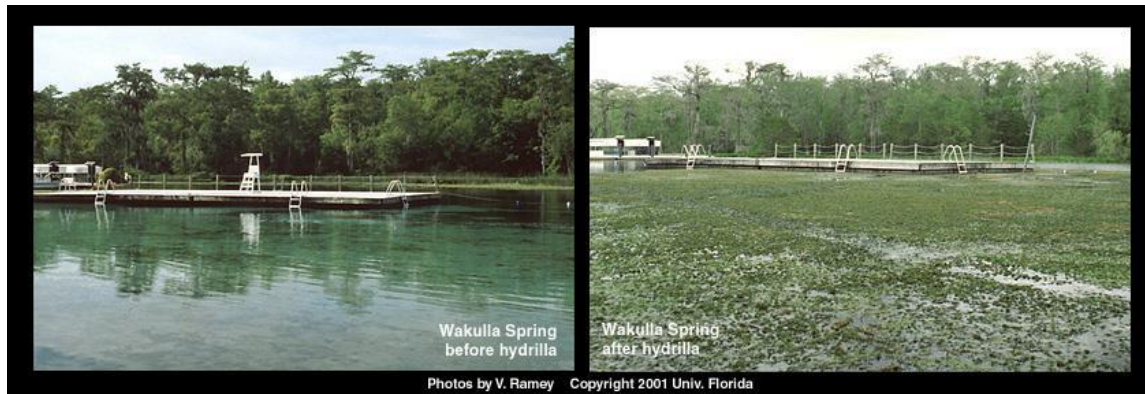 Wakulla Spring
before hydrilla
Wakulla Spring
after hydrilla
Photos by V. Ramey Copyright 2001 Univ. Florida